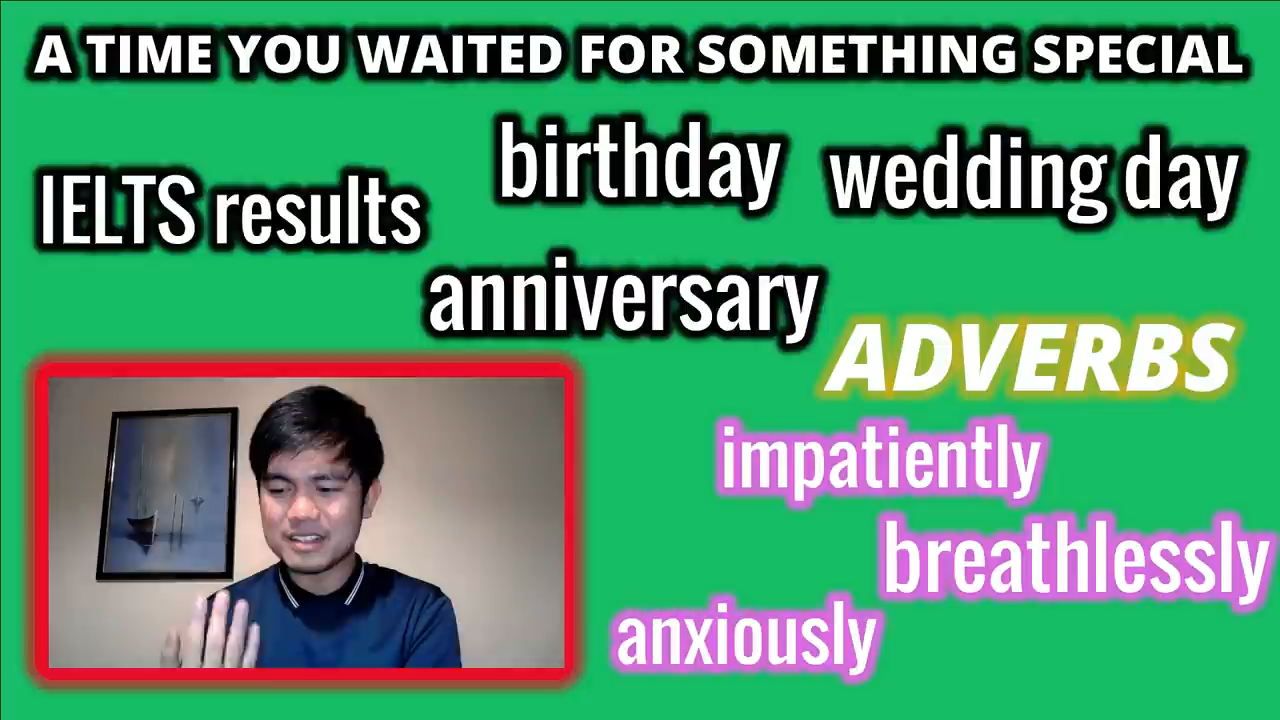 A TIME YOU WAITED FOR SOMETHING SPECIAL
birthday
wedding day
IELTS results
anniversary
ADVERBS
impatiently
breathlessly
anxiously